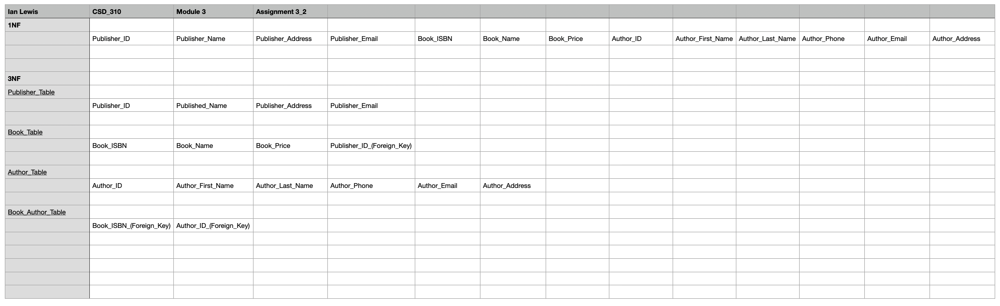 Ian Lewis CSD_310 Module 3 Assignment 3_2
1NF
Publisher_ID Publisher_Name Publisher_Address Publisher_Email Book_ISBN Book_Name Book_Price Author_ID Author_First_Name Author_Last_Name Author_Phone Author_Email Author_Address
3NF
Publisher_Table
Publisher_ID Published_Name Publisher_Address Publisher_Email
Book_Table
Book_ISBN Book_Name Book_Price Publisher_ID_(Foreign_Key)
Author_Table
Author_ID Author_First_Name Author_Last_Name Author_Phone Author_Email Author_Address
Book_Author_Table
Book_ISBN_(Foreign_Key) Author_ID_(Foreign_Key)